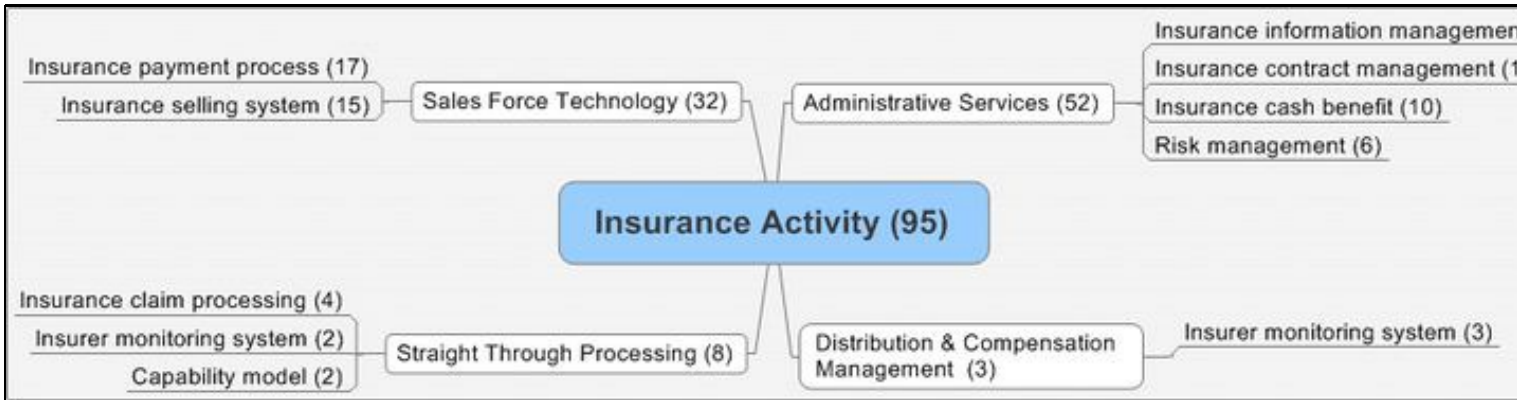 Insurance payment process (17)
Insurance selling system (15)
Sales Force Technology (32)
Administrative Services (52)
Insurance information
Insurance contract management
Insurance cash benefit (10)
Risk management (6)
Insurance Activity (95)
Insurance claim processing (4)
Insurer monitoring system (2)
Capability model (2)
Straight Through Processing (8)
Distribution & Compensation
Management (3)
Insurer monitoring system (3)